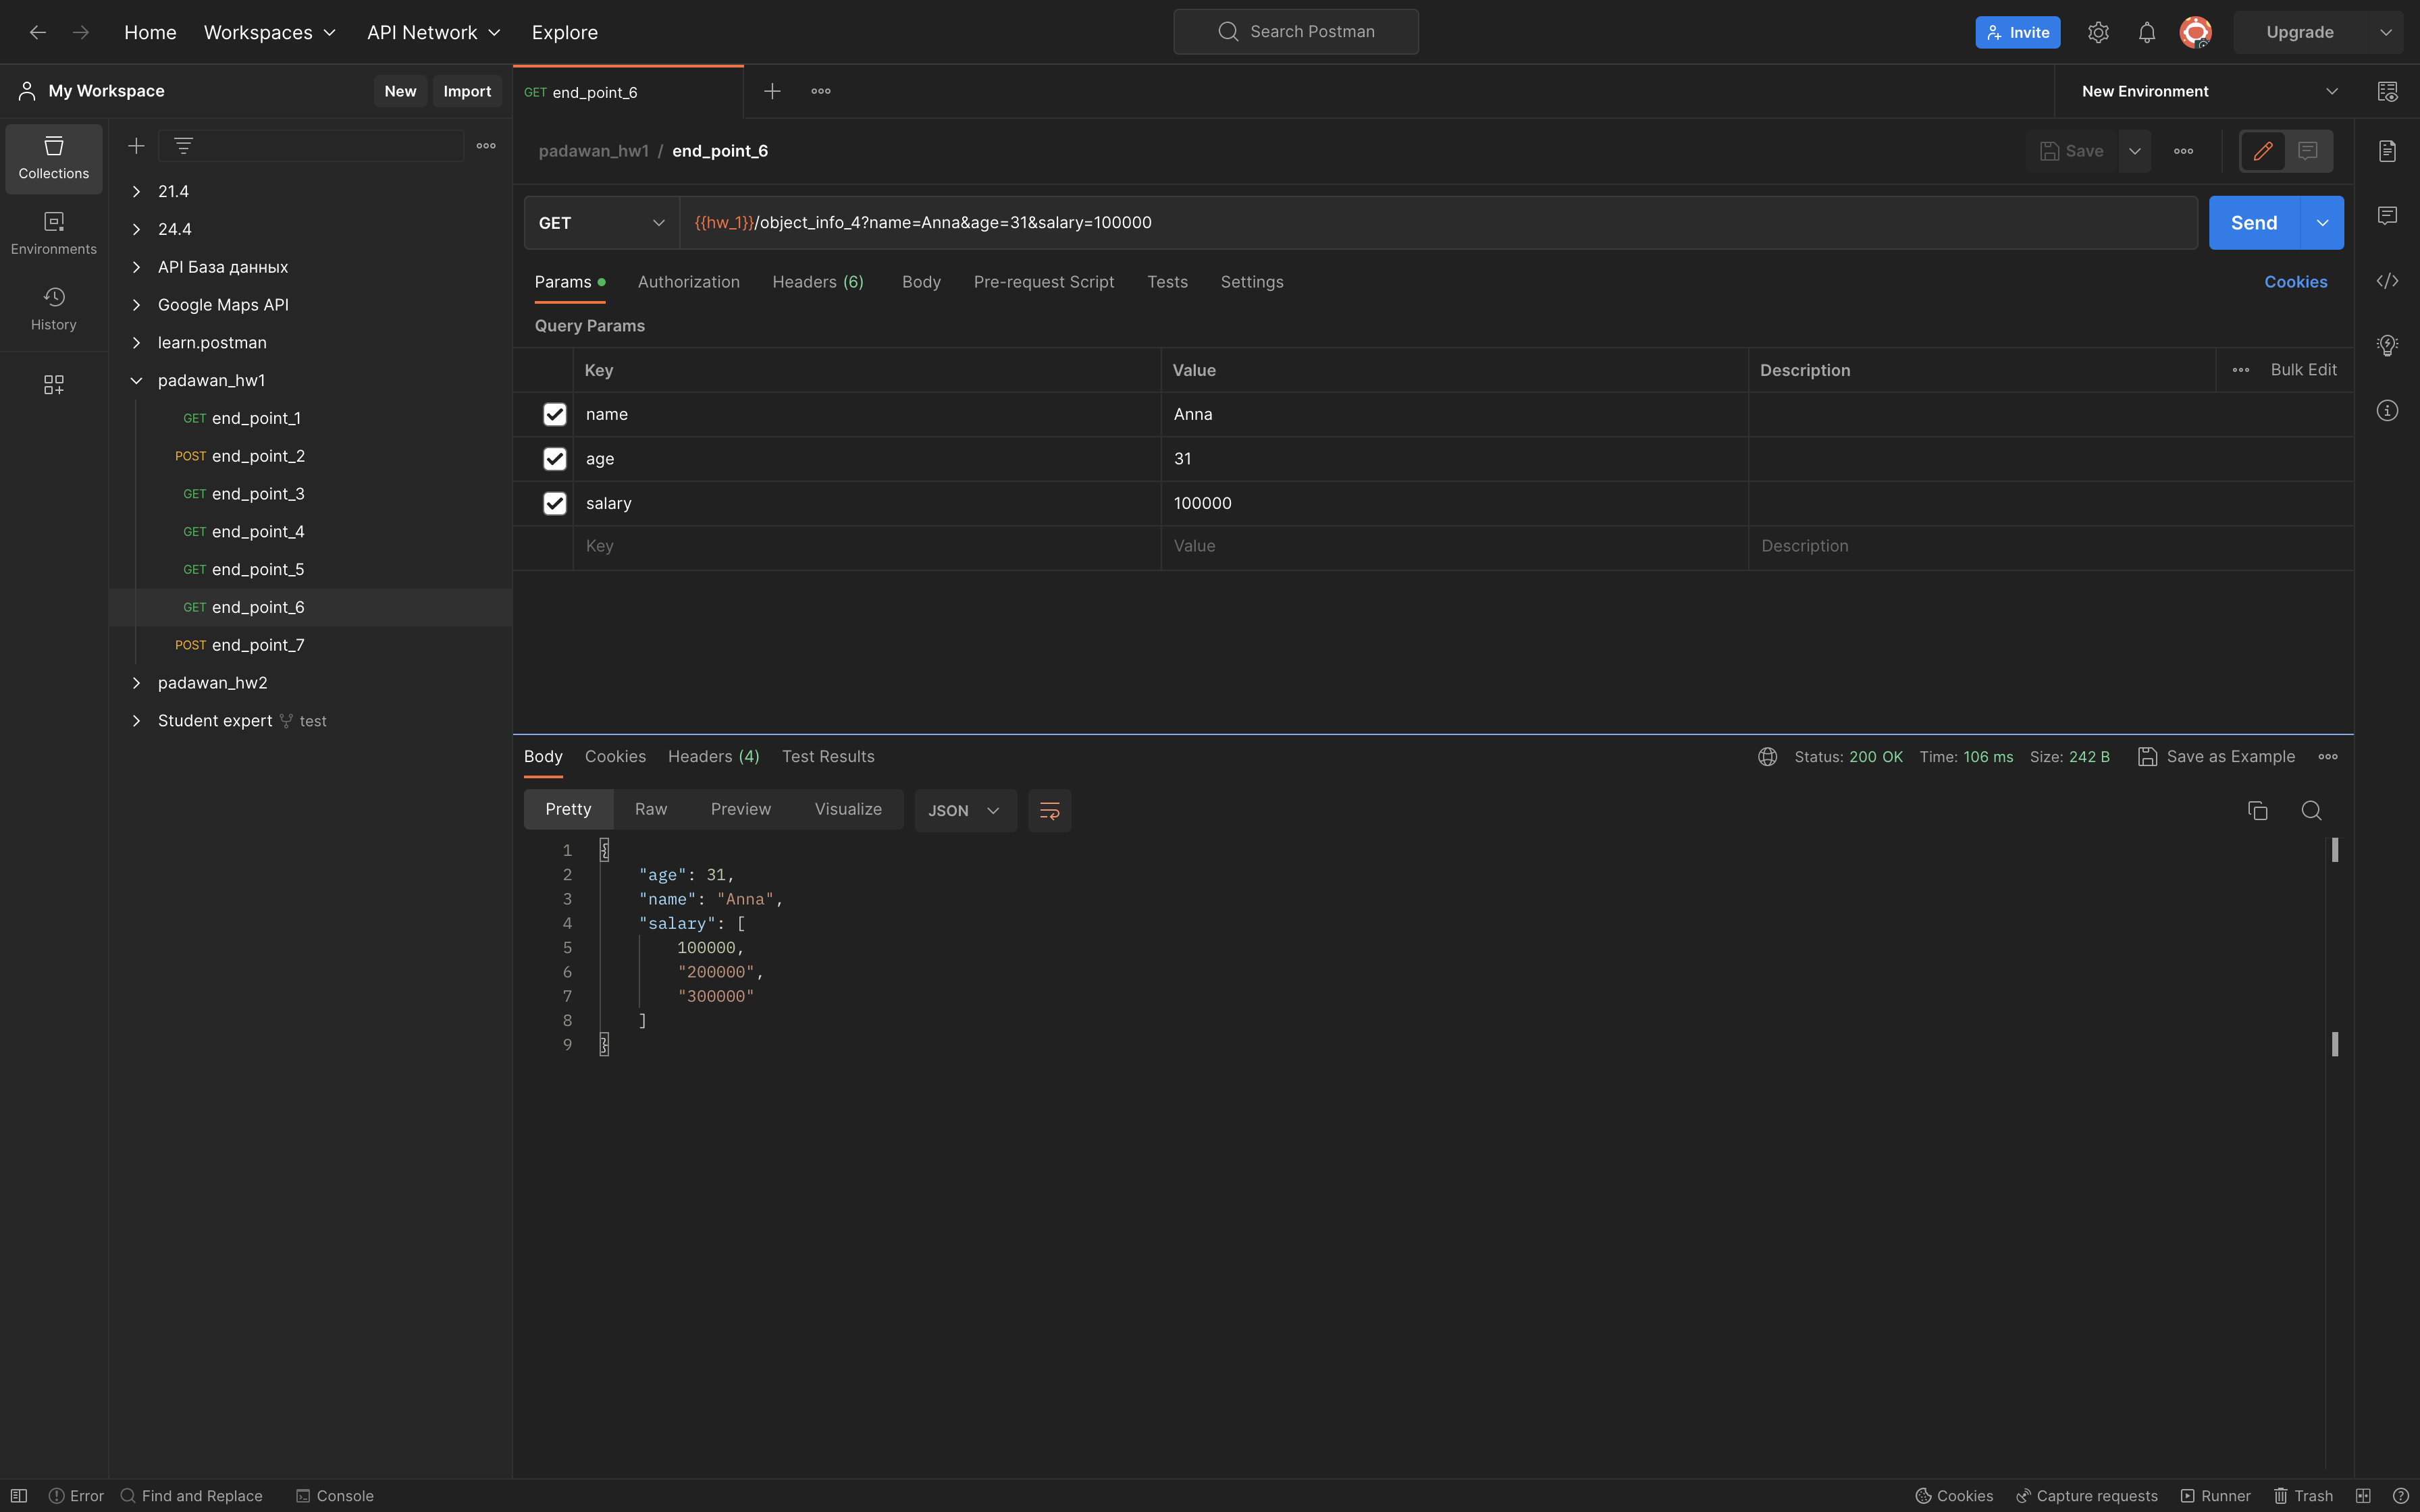 Home Workspaces API Network Explore Search Postman Invite Upgrade
My Workspace New Import GET end_point_6 New Environment
padawan_hw1 / end_point_6 Save
Collections
Environments
History
21.4
24.4
API База данных
Google Maps API
learn.postman
padawan_hw1
GET end_point_1
POST end_point_2
GET end_point_3
GET end_point_4
GET end_point_5
GET end_point_6
POST end_point_7
padawan_hw2
Student expert test
GET {{hw_1}}/object_info_4?name=Anna&age=31&salary=100000 Send
Params Authorization Headers (6) Body Pre-request Script Tests Settings Cookies
Query Params
Key Value Description Bulk Edit
name Anna
age 31
salary 100000
Key Value Description
Body Cookies Headers (4) Test Results Status: 200 OK Time: 106 ms Size: 242 B Save as Example
Pretty Raw Preview Visualize JSON
1 {
2 "age": 31,
3 "name": "Anna",
4 "salary": [
5 100000,
6 "200000",
7 "300000"
8 ]
9 }
Error Find and Replace Console Cookies Capture requests Runner Trash